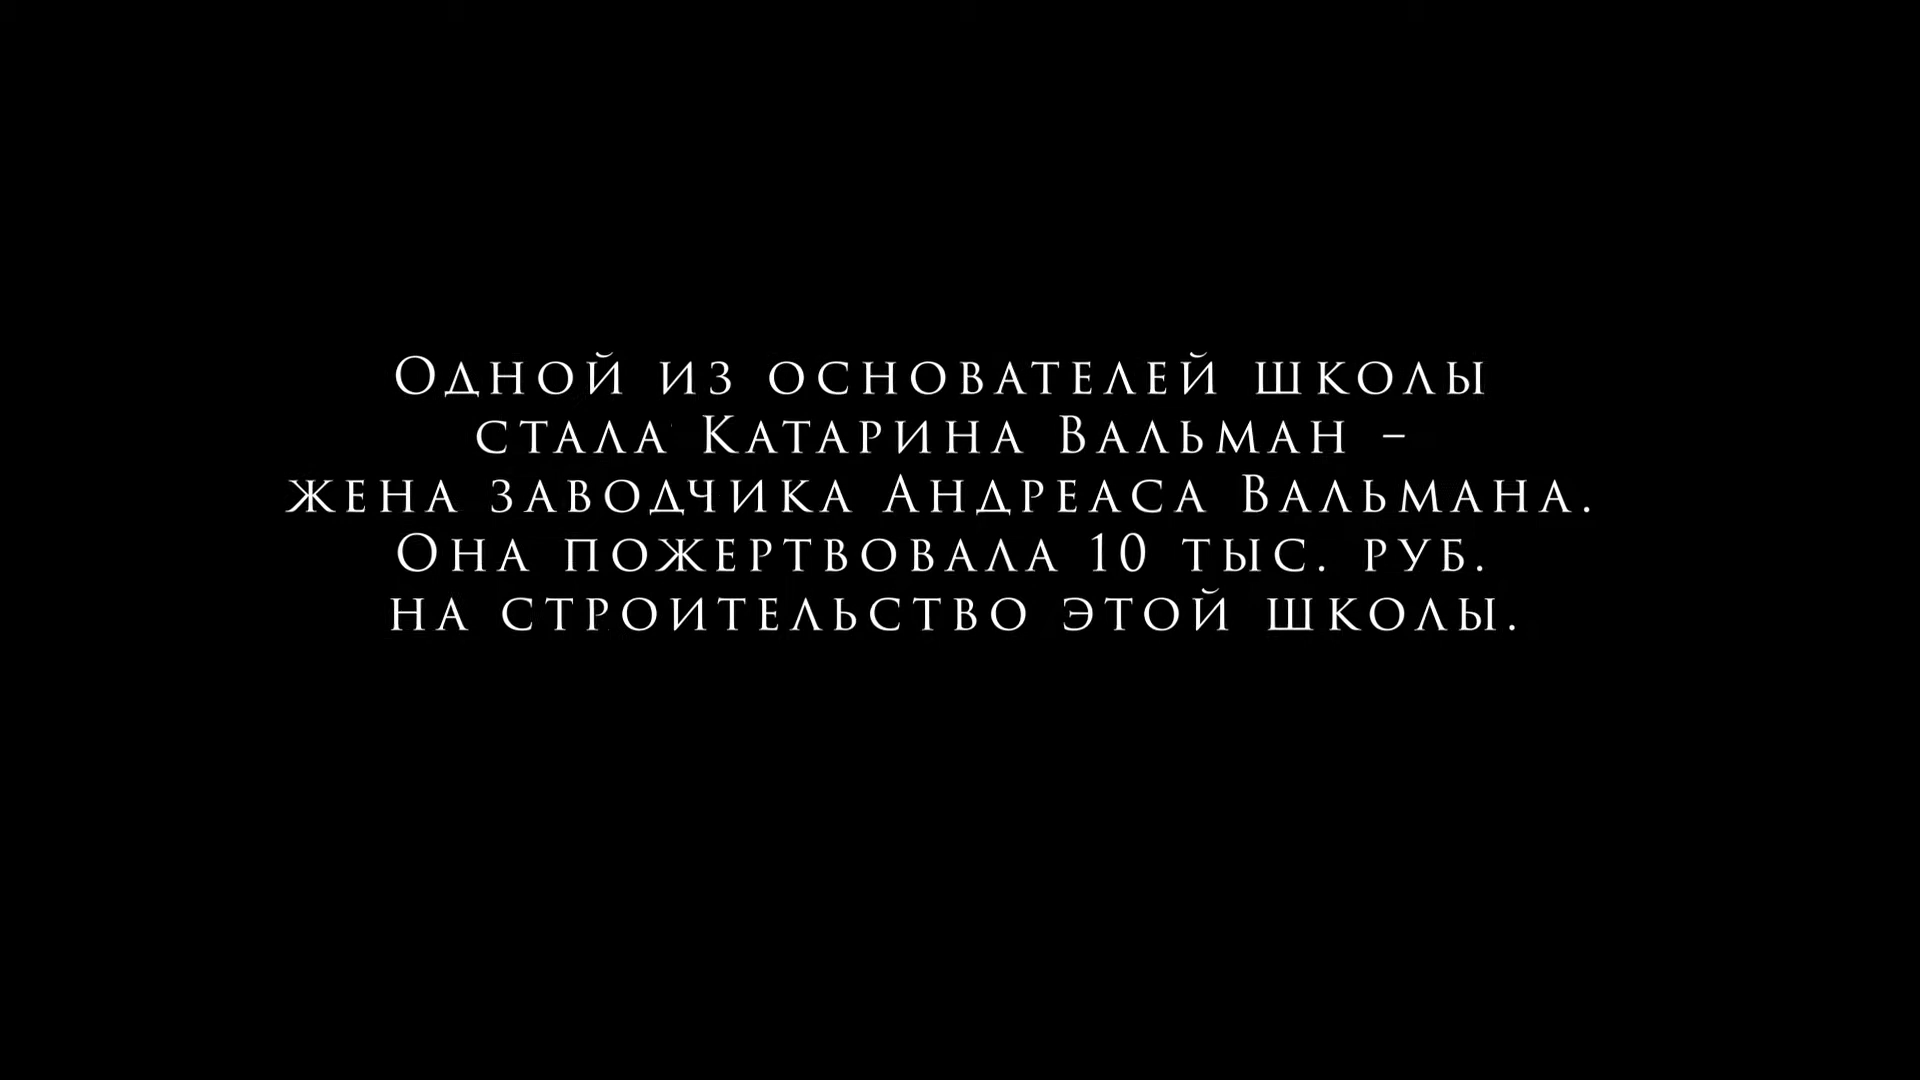 Одной из основателей школы
стала Катарина Вальман –
жена заводчика Андреаса Вальмана.
Она пожертвовала 10 тыс. руб.
на строительство этой школы.